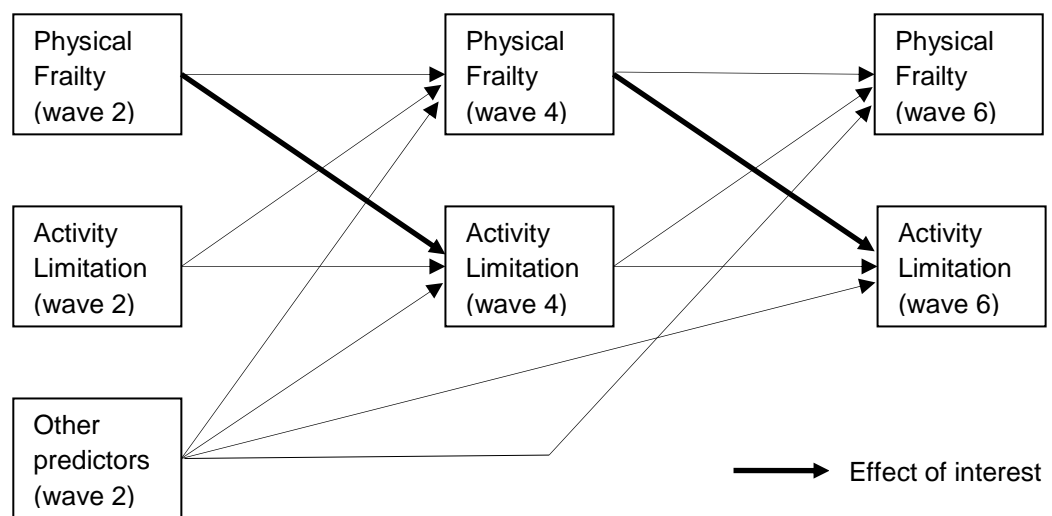 Physical
Frailty
(wave 2)
Physical
Frailty
(wave 4)
Physical
Frailty
(wave 6)
Activity
Limitation
(wave 2)
Activity
Limitation
(wave 4)
Activity
Limitation
(wave 6)
Other
predictors
(wave 2)
Effect of interest